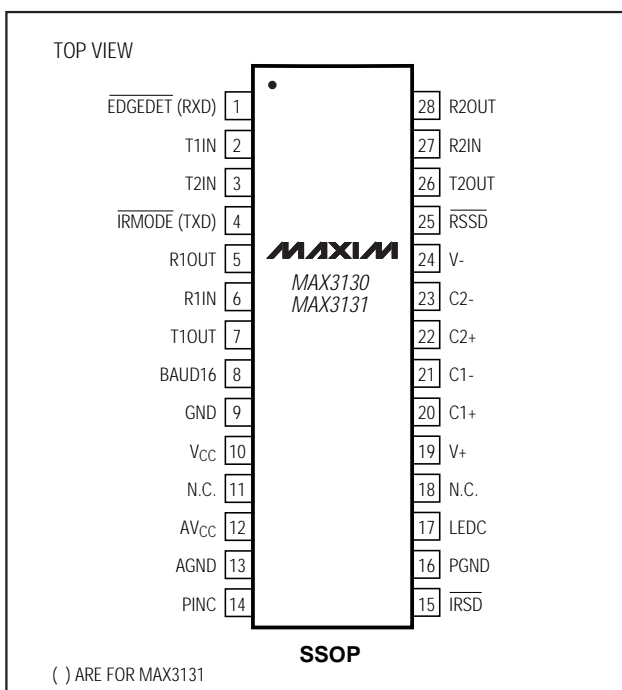 TOP VIEW
EDGEDET (RXD) 1
T1IN 2
T2IN 3
IRMODE (TXD) 4
R1OUT 5
R1IN 6
T1OUT 7
BAUD16 8
GND 9
VCC 10
N.C. 11
AVCC 12
AGND 13
PINC 14
MAXIM
MAX3130
MAX3131
28 R2OUT
27 R2IN
26 T2OUT
25 RSSD
24 V-
23 C2-
22 C2+
21 C1-
20 C1+
19 V+
18 N.C.
17 LEDC
16 PGND
15 IRSD
SSOP
( ) ARE FOR MAX3131